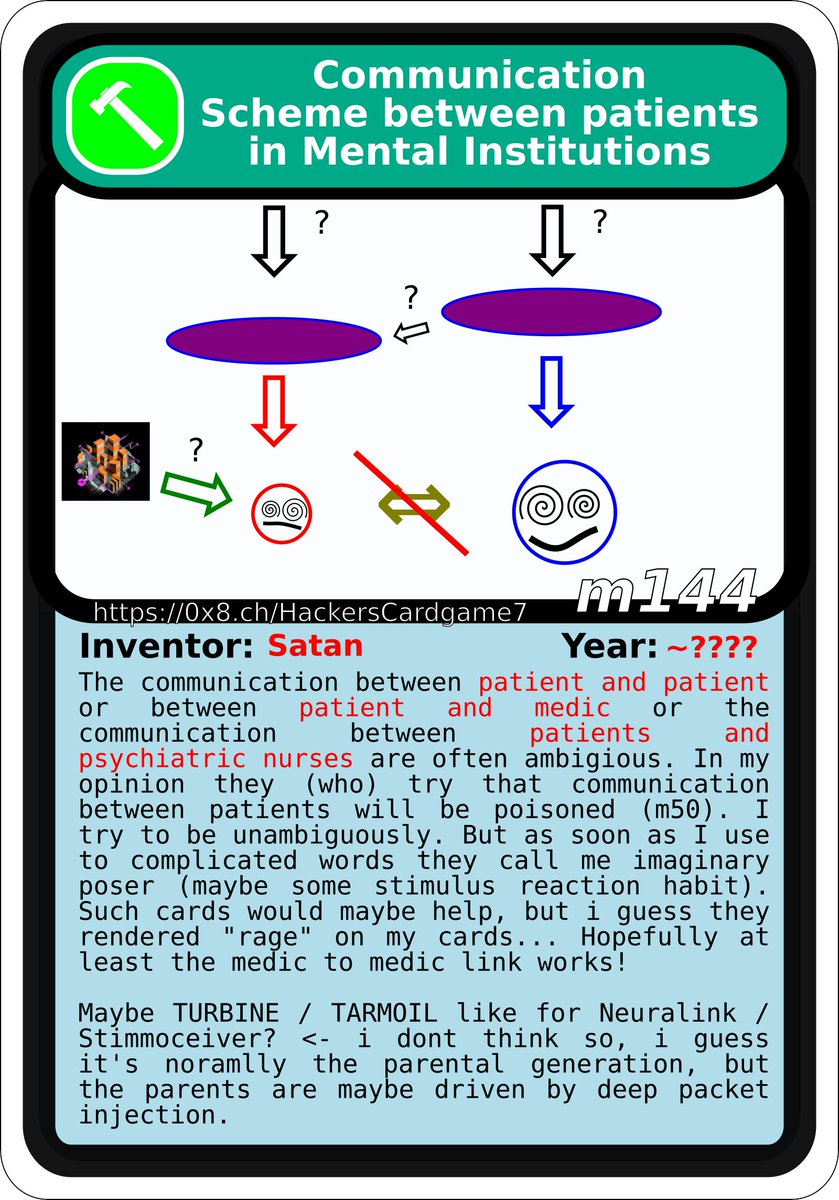 Communication
Scheme between patients
in Mental Institutions
?
?
?
?
m144
https://0x8.ch/HackersCardgame7
Inventor: Satan Year: ~????
The communication between patient and patient
or between patient and medic or the
communication between patients and
psychiatric nurses are often ambigious. In my
opinion they (who) try that communication
between patients will be poisoned (m50). I
try to be unambiguously. But as soon as I use
to complicated words they call me imaginary
poser (maybe some stimulus reaction habit).
Such cards would maybe help, but i guess they
rendered "rage" on my cards... Hopefully at
least the medic to medic link works!
Maybe TURBINE / TARMOIL like for Neuralink /
Stimmoceiver? <- i dont think so, i guess
it's noramlly the parental generation, but
the parents are maybe driven by deep packet
injection.